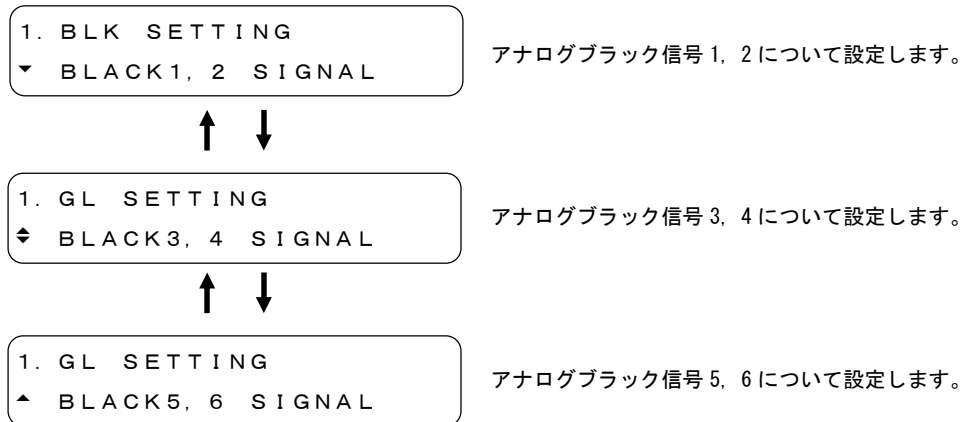 1. BLK SETTING
▼ BLACK1, 2 SIGNAL
アナログブラック信号 1, 2 について設定します。
1. GL SETTING
◆ BLACK3, 4 SIGNAL
アナログブラック信号 3, 4 について設定します。
1. GL SETTING
▲ BLACK5, 6 SIGNAL
アナログブラック信号 5, 6 について設定します。